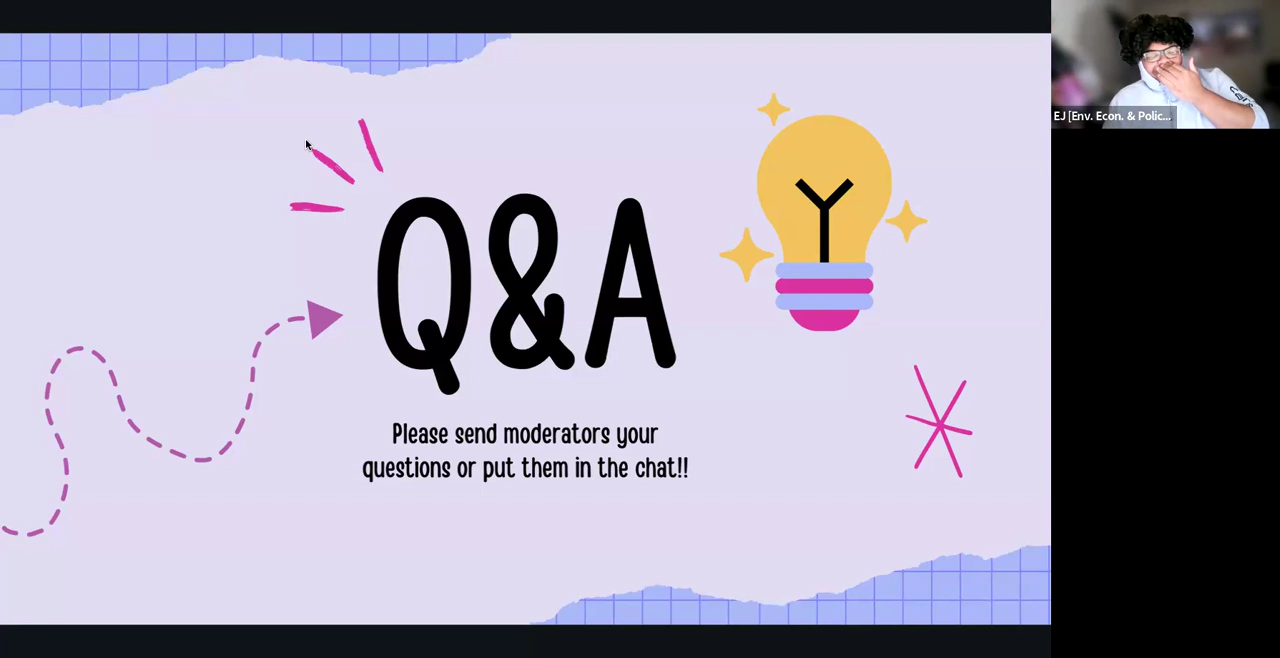 Q&A
Please send moderators your
questions or put them in the chat!!
EJ [Env. Econ. & Polic...